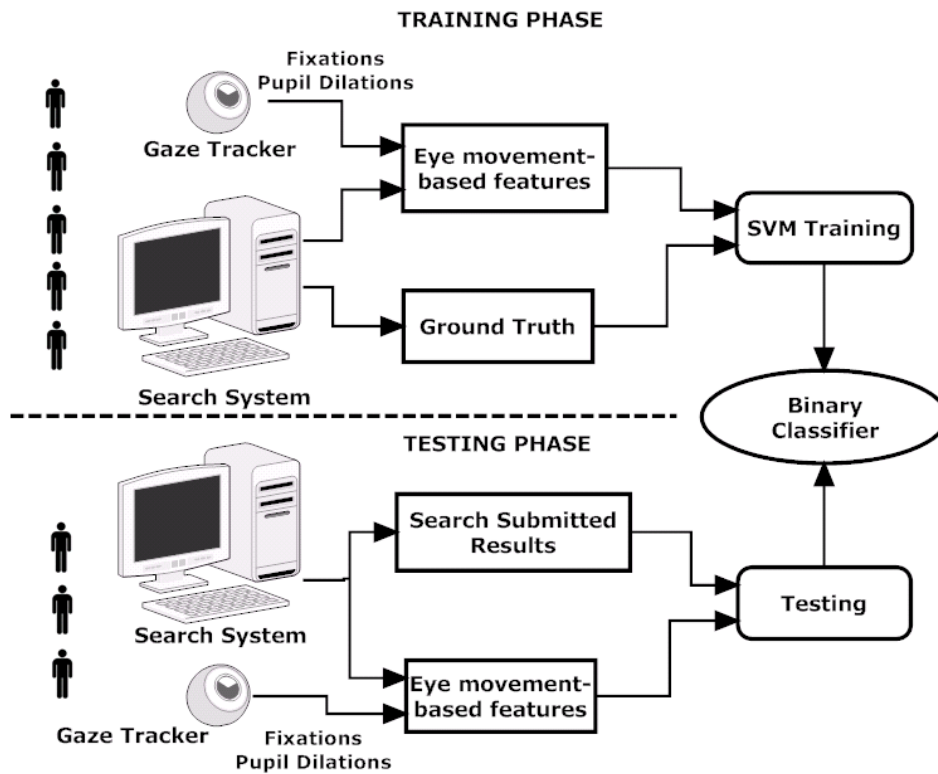 TRAINING PHASE
Fixations
Pupil Dilations
Gaze Tracker
Eye movement-
based features
SVM Training
Ground Truth
Search System
Binary
Classifier
TESTING PHASE
Search Submitted
Results
Testing
Search System
Eye movement-
based features
Gaze Tracker
Fixations
Pupil Dilations